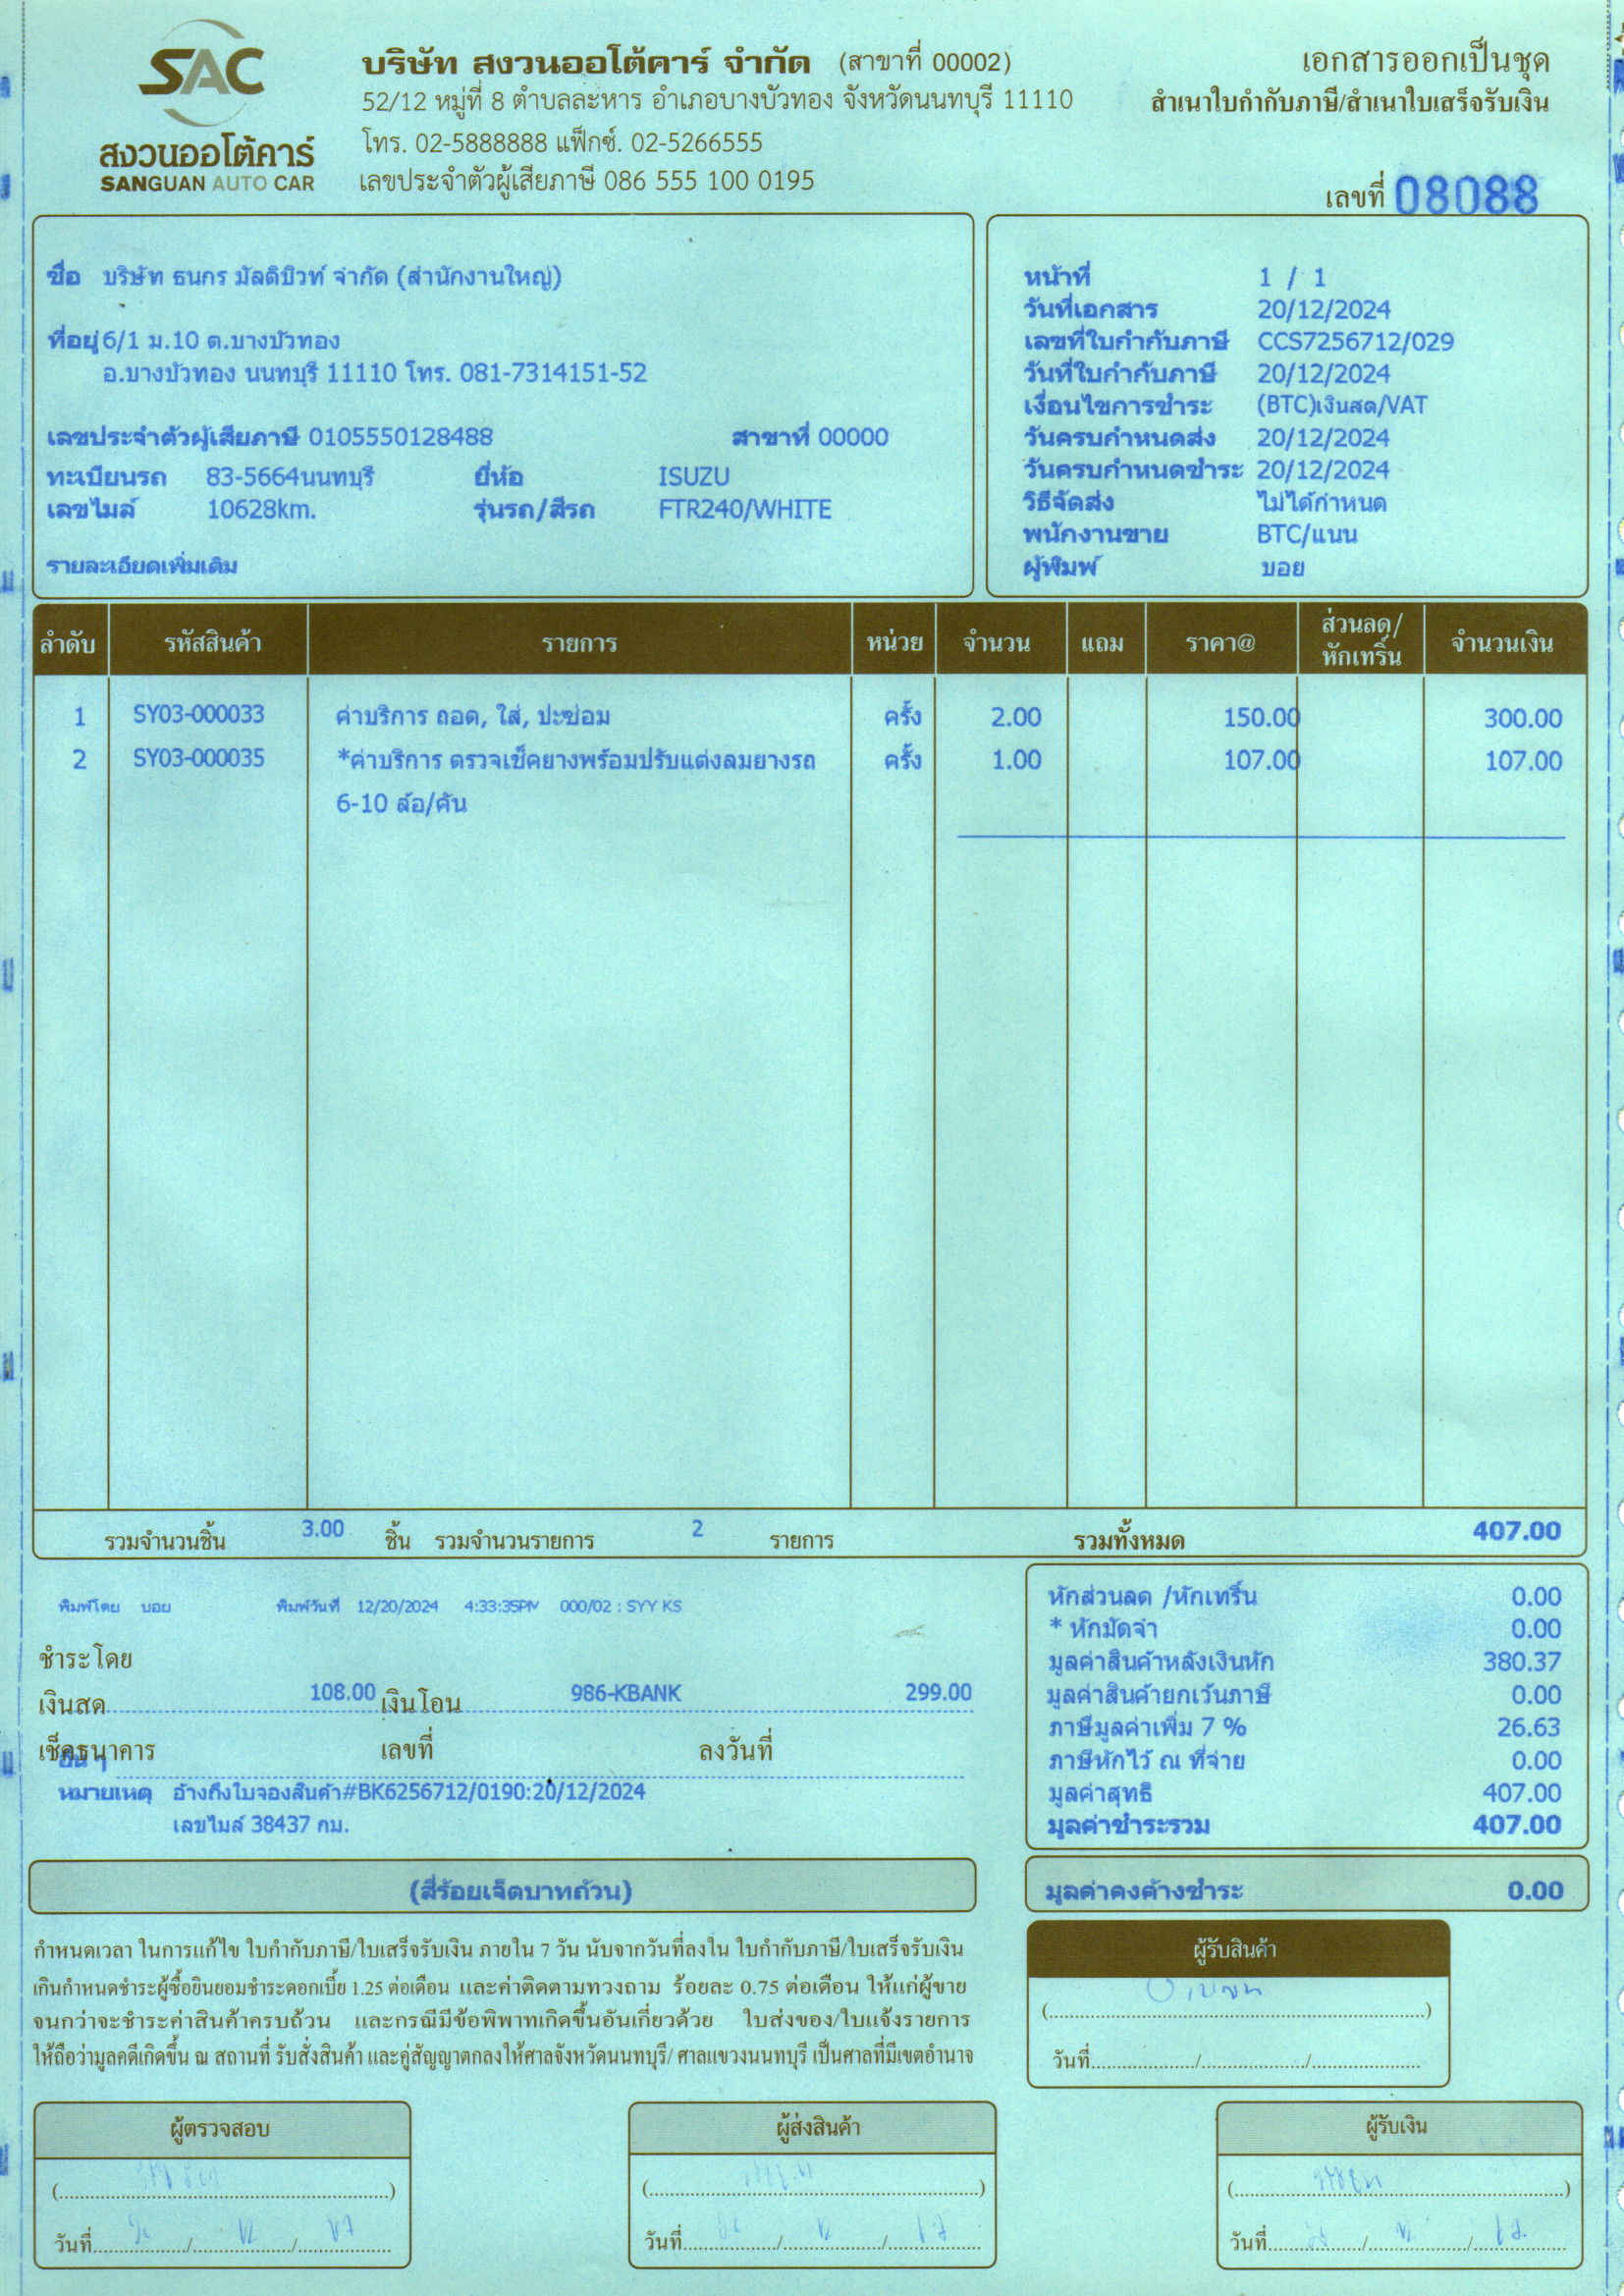 SAC
สงวนออโต้คาร์
SANGUAN AUTO CAR
บริษัท สงวนออโต้คาร์ จำกัด (สาขาที่ 00002)
52/12 หมู่ที่ 8 ตำบลละหาร อำเภอบางบัวทอง จังหวัดนนทบุรี 11110
โทร. 02-5888888 แฟ็กซ์. 02-5266555
เลขประจำตัวผู้เสียภาษี 086 555 100 0195
เอกสารออกเป็นชุด
สำเนาใบกำกับภาษี/สำเนาใบเสร็จรับเงิน
เลขที่ 08088
ชื่อ บริษัท ธนกร มัลติบิวท์ จำกัด (สำนักงานใหญ่)
ที่อยู่ 6/1 ม.10 ต.บางบัวทอง
อ.บางบัวทอง นนทบุรี 11110 โทร. 081-7314151-52
เลขประจำตัวผู้เสียภาษี 0105550128488 สาขาที่ 00000
ทะเบียนรถ 83-5664นนทบุรี ยี่ห้อ ISUZU
เลขไมล์ 10628km. รุ่นรถ/สีรถ FTR240/WHITE
รายละเอียดเพิ่มเติม
หน้าที่ 1 / 1
วันที่เอกสาร 20/12/2024
เลขที่ใบกำกับภาษี CCS7256712/029
วันที่ใบกำกับภาษี 20/12/2024
เงื่อนไขการชำระ (BTC)เงินสด/VAT
วันครบกำหนดส่ง 20/12/2024
วันครบกำหนดชำระ 20/12/2024
วิธีจัดส่ง ไม่ได้กำหนด
พนักงานขาย BTC/แนน
ผู้พิมพ์ บอย
ลำดับ รหัสสินค้า รายการ หน่วย จำนวน แถม ราคา@ ส่วนลด/หักเทริ์น จำนวนเงิน
1 SY03-000033 ค่าบริการ ถอด, ใส่, ปะซ่อม ครั้ง 2.00 150.00 300.00
2 SY03-000035 *ค่าบริการ ตรวจเช็คยางพร้อมปรับแต่งลมยางรถ ครั้ง 1.00 107.00 107.00
6-10 ล้อ/คัน
รวมจำนวนชิ้น 3.00 ชิ้น รวมจำนวนรายการ 2 รายการ รวมทั้งหมด 407.00
พิมพ์โดย บอย พิมพ์วันที่ 12/20/2024 4:33:35PM 000/02 : SYY KS
ชำระโดย
เงินสด 108.00 เงินโอน 986-KBANK 299.00
เช็คธนาคาร เลขที่ ลงวันที่
อื่น ๆ
หมายเหตุ อ้างถึงใบจองสินค้า#BK6256712/0190:20/12/2024
เลขไมล์ 38437 กม.
หักส่วนลด /หักเทริ์น 0.00
* หักมัดจำ 0.00
มูลค่าสินค้าหลังเงินหัก 380.37
มูลค่าสินค้ายกเว้นภาษี 0.00
ภาษีมูลค่าเพิ่ม 7 % 26.63
ภาษีหักไว้ ณ ที่จ่าย 0.00
มูลค่าสุทธิ 407.00
มูลค่าชำระรวม 407.00
(สี่ร้อยเจ็ดบาทถ้วน)
มูลค่าคงค้างชำระ 0.00
กำหนดเวลา ในการแก้ไข ใบกำกับภาษี/ใบเสร็จรับเงิน ภายใน 7 วัน นับจากวันที่ลงใน ใบกำกับภาษี/ใบเสร็จรับเงิน
เกินกำหนดชำระผู้ซื้อยินยอมชำระดอกเบี้ย 1.25 ต่อเดือน และค่าติดตามทวงถาม ร้อยละ 0.75 ต่อเดือน ให้แก่ผู้ขาย
จนกว่าจะชำระค่าสินค้าครบถ้วน และกรณีมีข้อพิพาทเกิดขึ้นอันเกี่ยวด้วย ใบส่งของ/ใบแจ้งรายการ
ให้ถือว่ามูลคดีเกิดขึ้น ณ สถานที่ รับสั่งสินค้า และคู่สัญญาตกลงให้ศาลจังหวัดนนทบุรี/ ศาลแขวงนนทบุรี เป็นศาลที่มีเขตอำนาจ
ผู้รับสินค้า
วันที่
ผู้ตรวจสอบ
วันที่ 20 / 12 / 67
ผู้ส่งสินค้า
วันที่ 20 / 12 / 67
ผู้รับเงิน
วันที่ 20 / 12 / 67